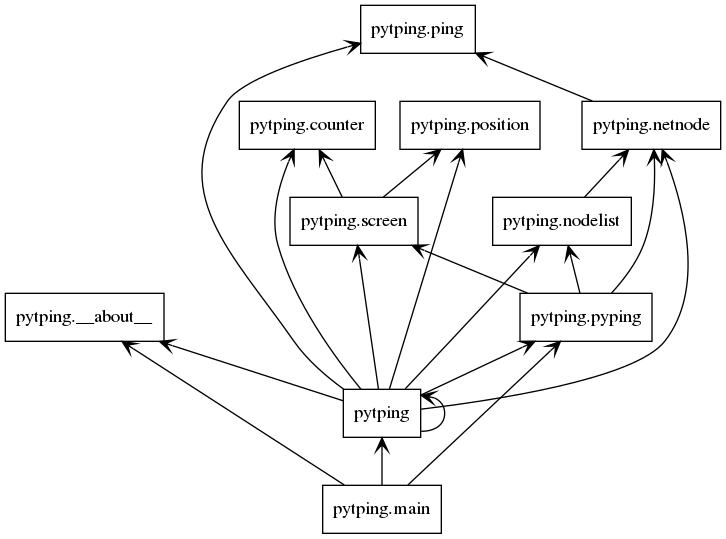 pytping.ping
pytping.counter
pytping.position
pytping.netnode
pytping.screen
pytping.nodelist
pytping.__about__
pytping.pyping
pytping
pytping.main